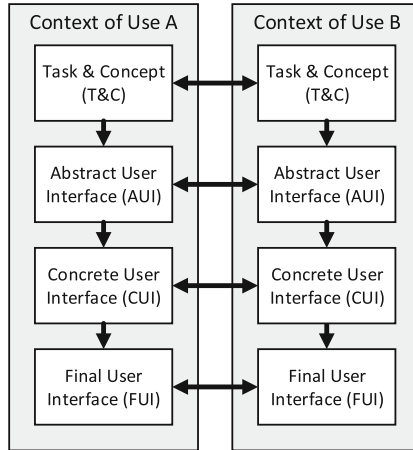 Context of Use A
Task & Concept
(T&C)
Abstract User
Interface (AUI)
Concrete User
Interface (CUI)
Final User
Interface (FUI)
Context of Use B
Task & Concept
(T&C)
Abstract User
Interface (AUI)
Concrete User
Interface (CUI)
Final User
Interface (FUI)